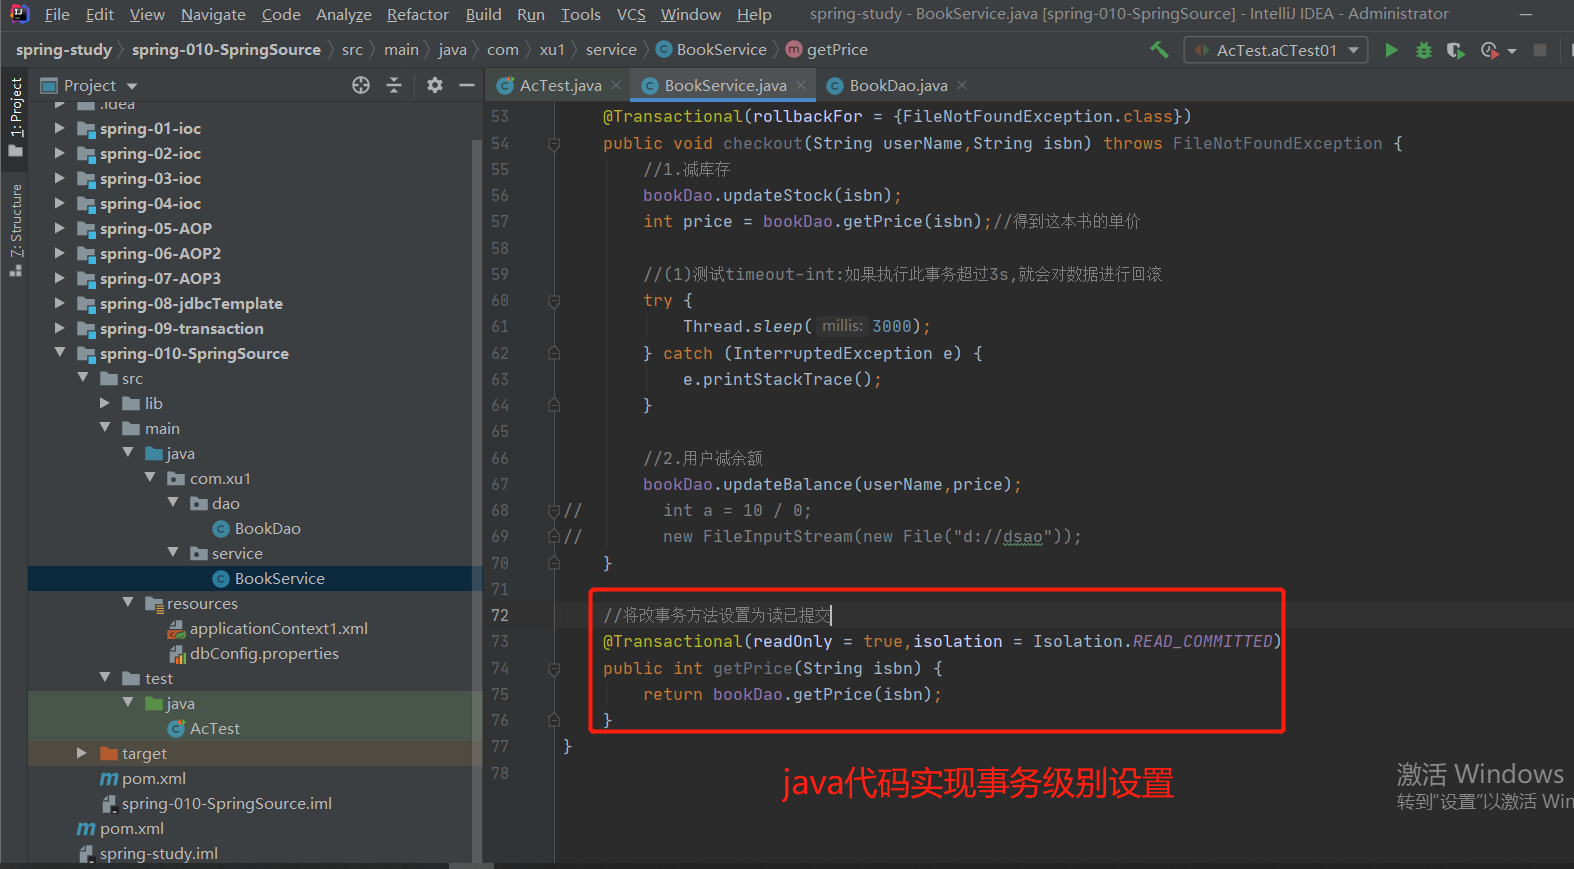 File Edit View Navigate Code Analyze Refactor Build Run Tools VCS Window Help spring-study - BookService.java [spring-010-SpringSource] - IntelliJ IDEA - Administrator
spring-study spring-010-SpringSource src main java com xu1 service BookService getPrice AcTest.aCTest01
1: Project
Z: Structure
Project
.idea
spring-01-ioc
spring-02-ioc
spring-03-ioc
spring-04-ioc
spring-05-AOP
spring-06-AOP2
spring-07-AOP3
spring-08-jdbcTemplate
spring-09-transaction
spring-010-SpringSource
src
lib
main
java
com.xu1
dao
BookDao
service
BookService
resources
applicationContext1.xml
dbConfig.properties
test
java
AcTest
target
pom.xml
spring-010-SpringSource.iml
pom.xml
spring-study.iml
AcTest.java BookService.java BookDao.java
53 @Transactional(rollbackFor = {FileNotFoundException.class})
54 public void checkout(String userName,String isbn) throws FileNotFoundException {
55 //1.减库存
56 bookDao.updateStock(isbn);
57 int price = bookDao.getPrice(isbn);//得到这本书的单价
58
59 //(1)测试timeout-int:如果执行此事务超过3s,就会对数据进行回滚
60 try {
61 Thread.sleep( millis: 3000);
62 } catch (InterruptedException e) {
63 e.printStackTrace();
64 }
65
66 //2.用户减余额
67 bookDao.updateBalance(userName,price);
68 // int a = 10 / 0;
69 // new FileInputStream(new File("d://dsao"));
70 }
71
72 //将改事务方法设置为读已提交
73 @Transactional(readOnly = true,isolation = Isolation.READ_COMMITTED)
74 public int getPrice(String isbn) {
75 return bookDao.getPrice(isbn);
76 }
77 }
78
java代码实现事务级别设置
激活 Windows
转到“设置”以激活 Win